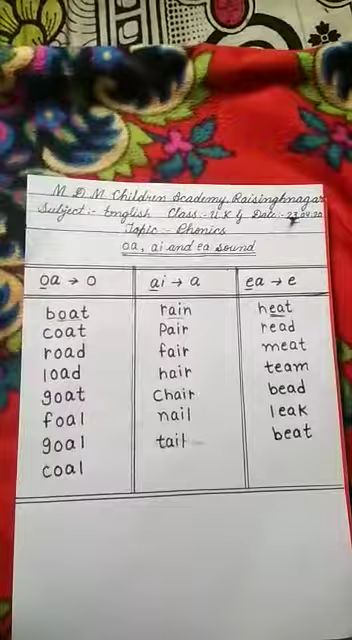 M. D. M Children Academy, Raisinghnagar
Subject:- English Class:- U.K.G Date:- 23.04.20
Topic:- Phonics
oa, ai and ea sound
oa → o ai → a ea → e
boat rain heat
coat Pair read
road fair meat
load hair team
goat Chair bead
foal nail leak
goal tail beat
coal